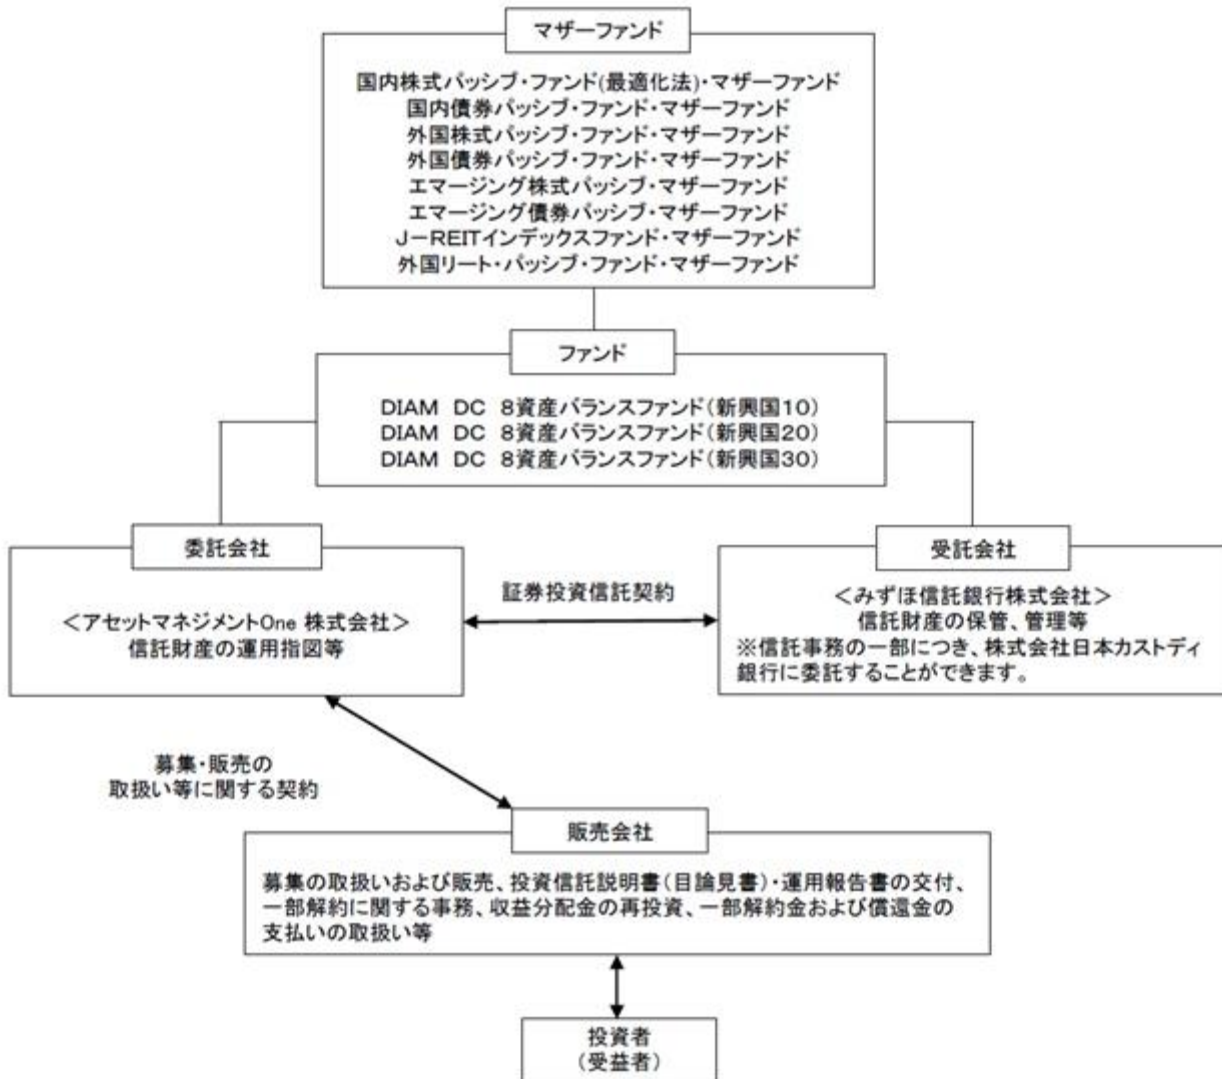 マザーファンド
国内株式パッシブ・ファンド(最適化法)・マザーファンド
国内債券パッシブ・ファンド・マザーファンド
外国株式パッシブ・ファンド・マザーファンド
外国債券パッシブ・ファンド・マザーファンド
エマージング株式パッシブ・マザーファンド
エマージング債券パッシブ・マザーファンド
J－REITインデックスファンド・マザーファンド
外国リート・パッシブ・ファンド・マザーファンド
ファンド
DIAM DC 8資産バランスファンド(新興国10)
DIAM DC 8資産バランスファンド(新興国20)
DIAM DC 8資産バランスファンド(新興国30)
委託会社
＜アセットマネジメントOne 株式会社＞
信託財産の運用指図等
証券投資信託契約
受託会社
＜みずほ信託銀行株式会社＞
信託財産の保管、管理等
※信託事務の一部につき、株式会社日本カストディ
銀行に委託することができます。
募集・販売の
取扱い等に関する契約
販売会社
募集の取扱いおよび販売、投資信託説明書(目論見書)・運用報告書の交付、
一部解約に関する事務、収益分配金の再投資、一部解約金および償還金の
支払いの取扱い等
投資者
(受益者)